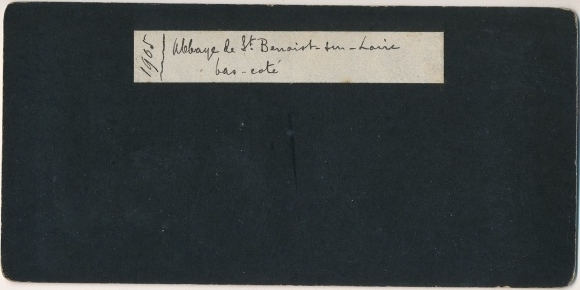 1905
Abbaye de St. Benoist-sur-Loire
bas-coté